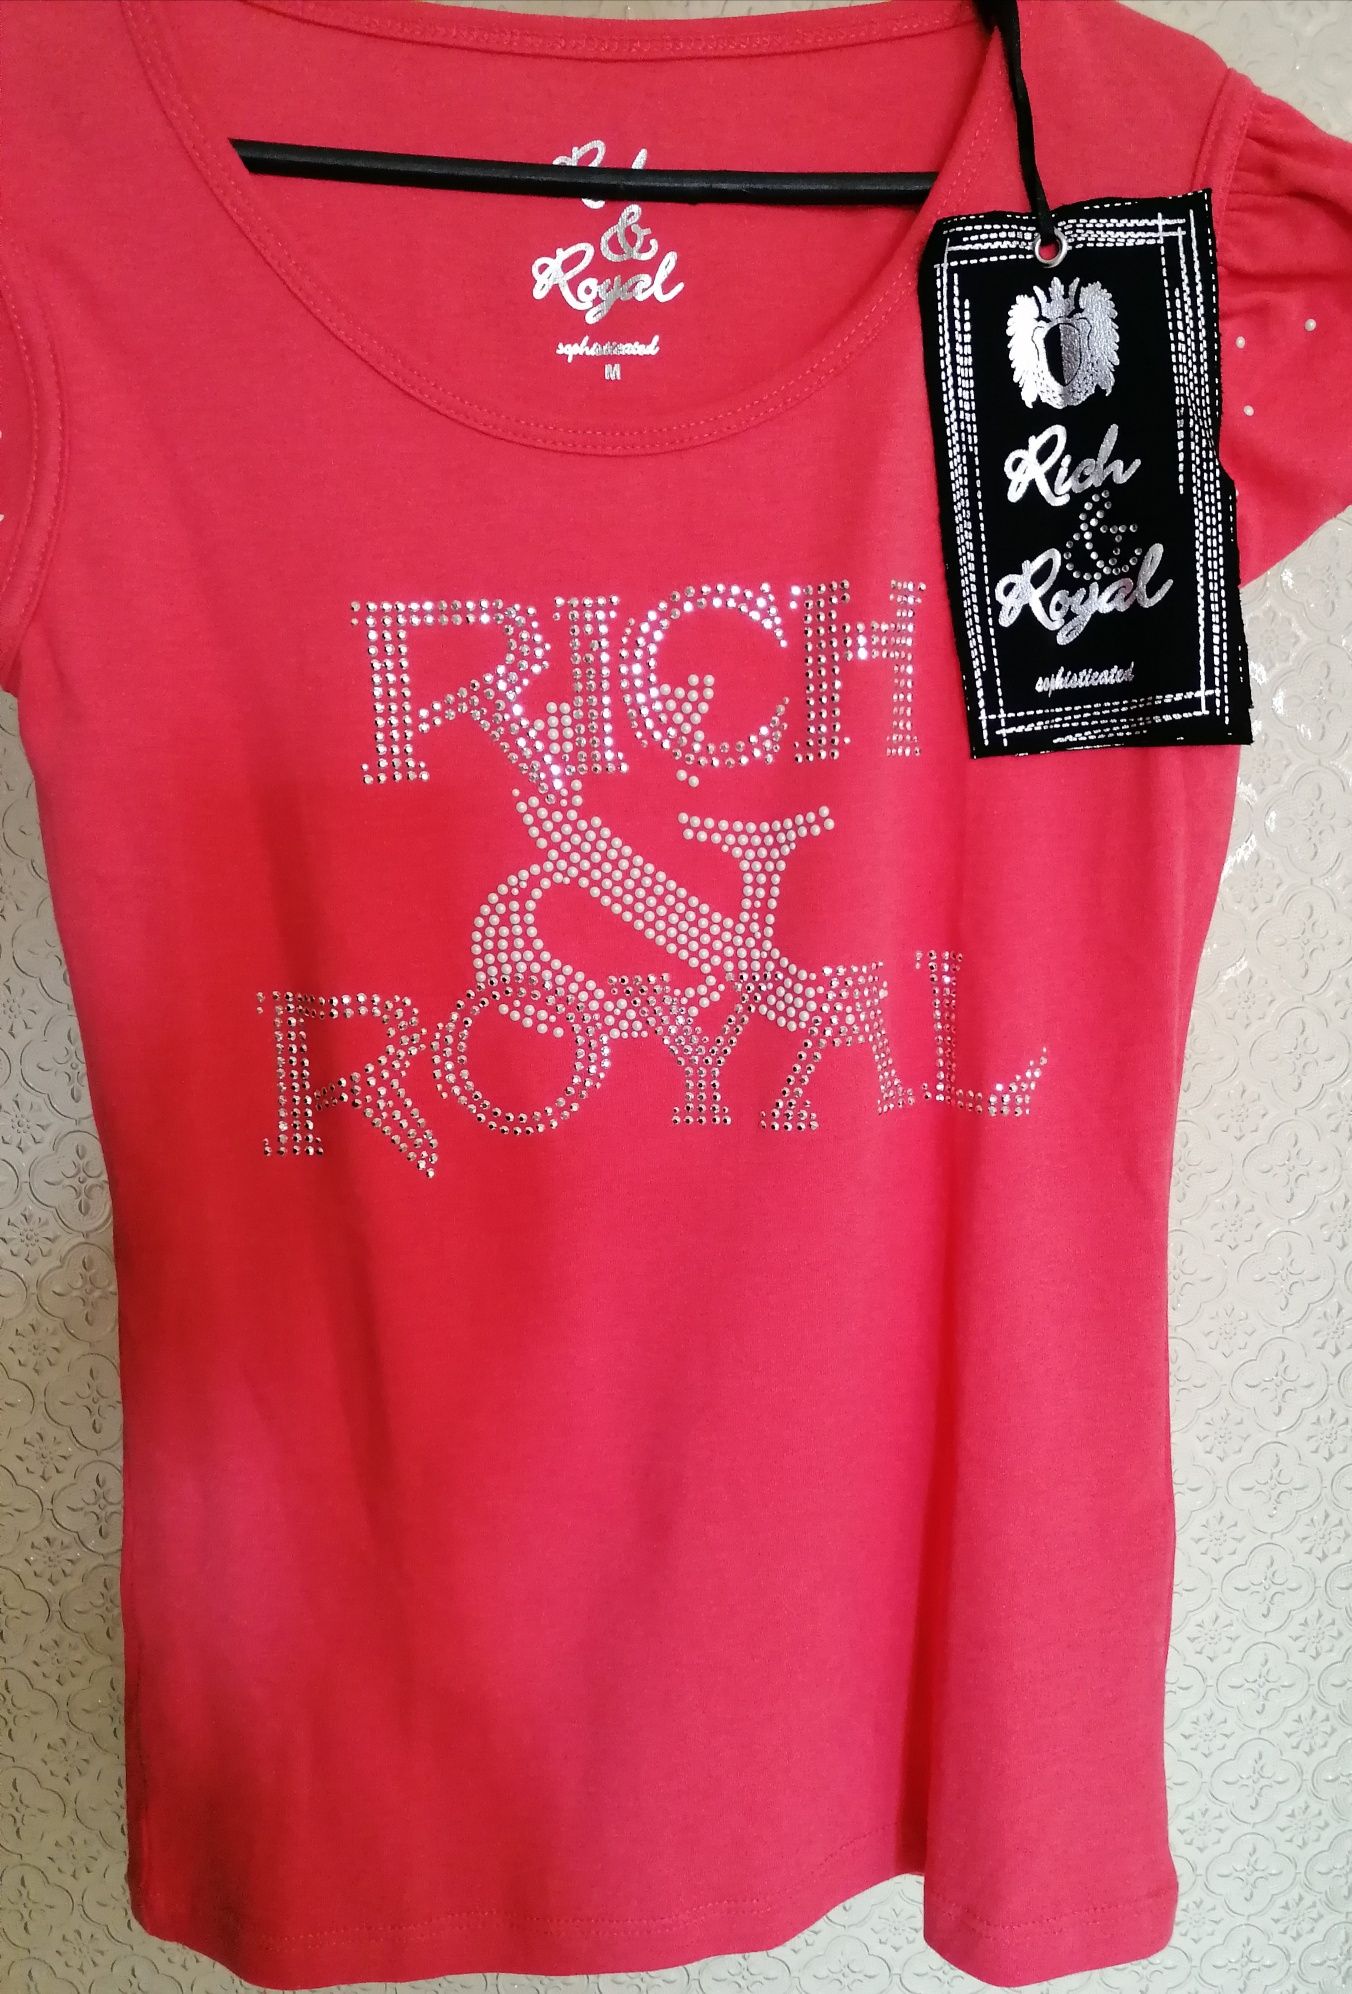 &
Royal
sophisticated
M
Rich
&
Royal
sophisticated
RICH
&
ROYAL